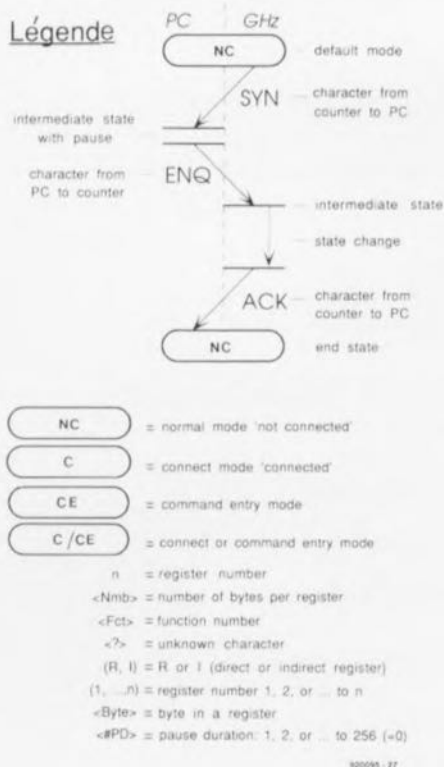 Légende
PC GHz
NC default mode
SYN character from
counter to PC
intermediate state
with pause
character from
PC to counter
ENQ
intermediate state
state change
ACK character from
counter to PC
NC end state
NC = normal mode 'not connected'
C = connect mode 'connected'
CE = command entry mode
C/CE = connect or command entry mode
n = register number
<Nmb> = number of bytes per register
<Fct> = function number
<?> = unknown character
(R, I) = R or I (direct or indirect register)
(1, ...n) = register number 1, 2, or ... to n
<Byte> = byte in a register
<#PD> = pause duration: 1, 2, or ... to 256 (=0)